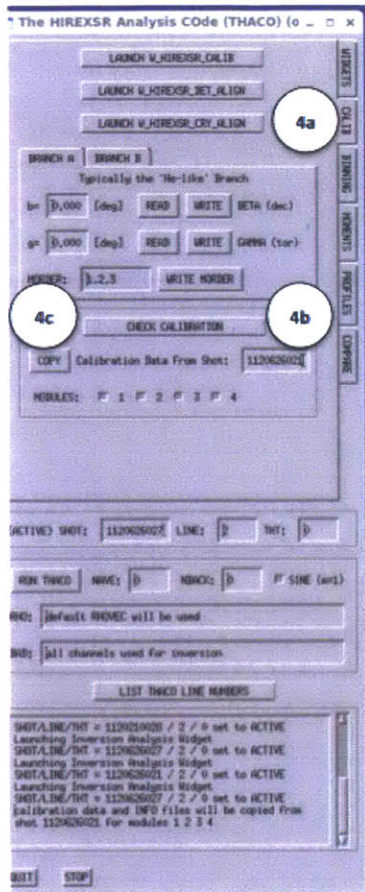 The HIREXSR Analysis COde (THACO) (o
LAUNCH W_HIREXSR_CALIB
LAUNCH W_HIREXSR_DET_ALIGN
LAUNCH W_HIREXSR_CRY_ALIGN
4a
WIDGETS
CALIB
BINNING
MOMENTS
PROFILES
COMPARE
BRANCH A BRANCH B
Typically the 'He-like' Branch
b= 0,000 [deg] READ WRITE BETA (dec)
g= 0,000 [deg] READ WRITE GAMMA (tor)
MORDER: 1,2,3 WRITE MORDER
4c
4b
CHECK CALIBRATION
COPY Calibration Data From Shot: 1120626021
MODULES: 1 2 3 4
(ACTIVE) SHOT: 1120626027 LINE: 2 THT: 0
RUN THACO NAVE: 0 NBACK: 0 SINE (m=1)
RHO: default RHOVEC will be used
BAD: all channels used for inversion
LIST THACO LINE NUMBERS
SHOT/LINE/THT = 1120210020 / 2 / 0 set to ACTIVE
Launching Inversion Analysis Widget
SHOT/LINE/THT = 1120626027 / 2 / 0 set to ACTIVE
Launching Inversion Analysis Widget
SHOT/LINE/THT = 1120626021 / 2 / 0 set to ACTIVE
Launching Inversion Analysis Widget
SHOT/LINE/THT = 1120626027 / 2 / 0 set to ACTIVE
calibration data and INFO files will be copied from
shot 1120626021 for modules 1 2 3 4
QUIT STOP